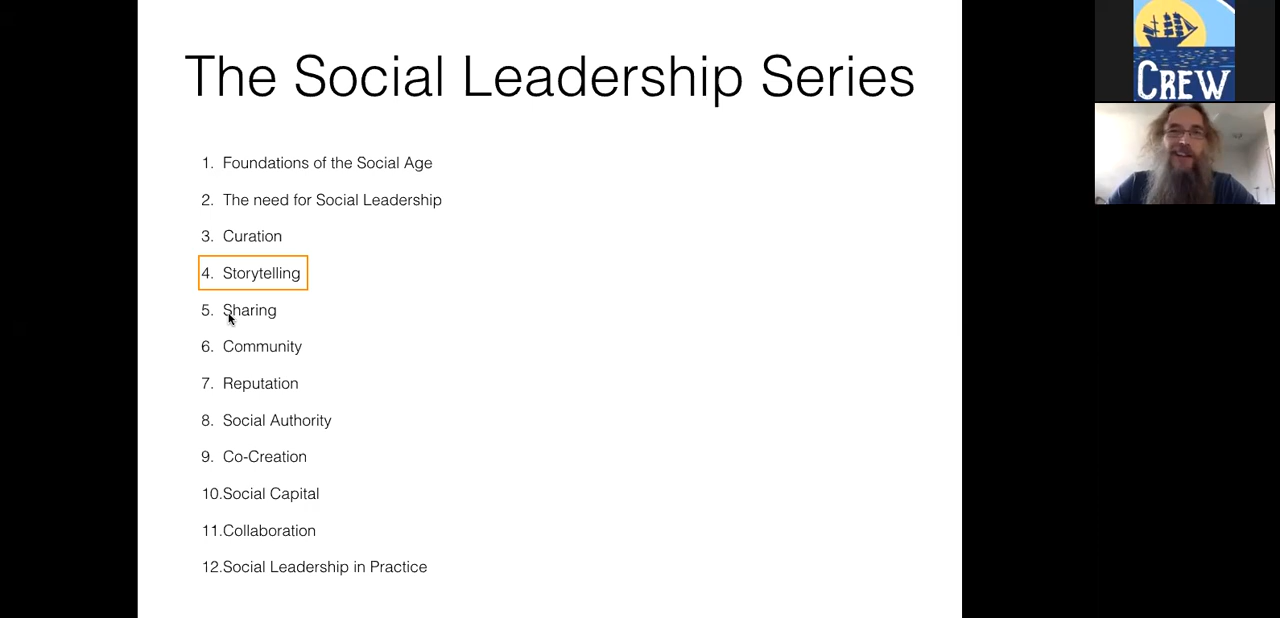 The Social Leadership Series
1. Foundations of the Social Age
2. The need for Social Leadership
3. Curation
4. Storytelling
5. Sharing
6. Community
7. Reputation
8. Social Authority
9. Co-Creation
10.Social Capital
11.Collaboration
12.Social Leadership in Practice
CREW